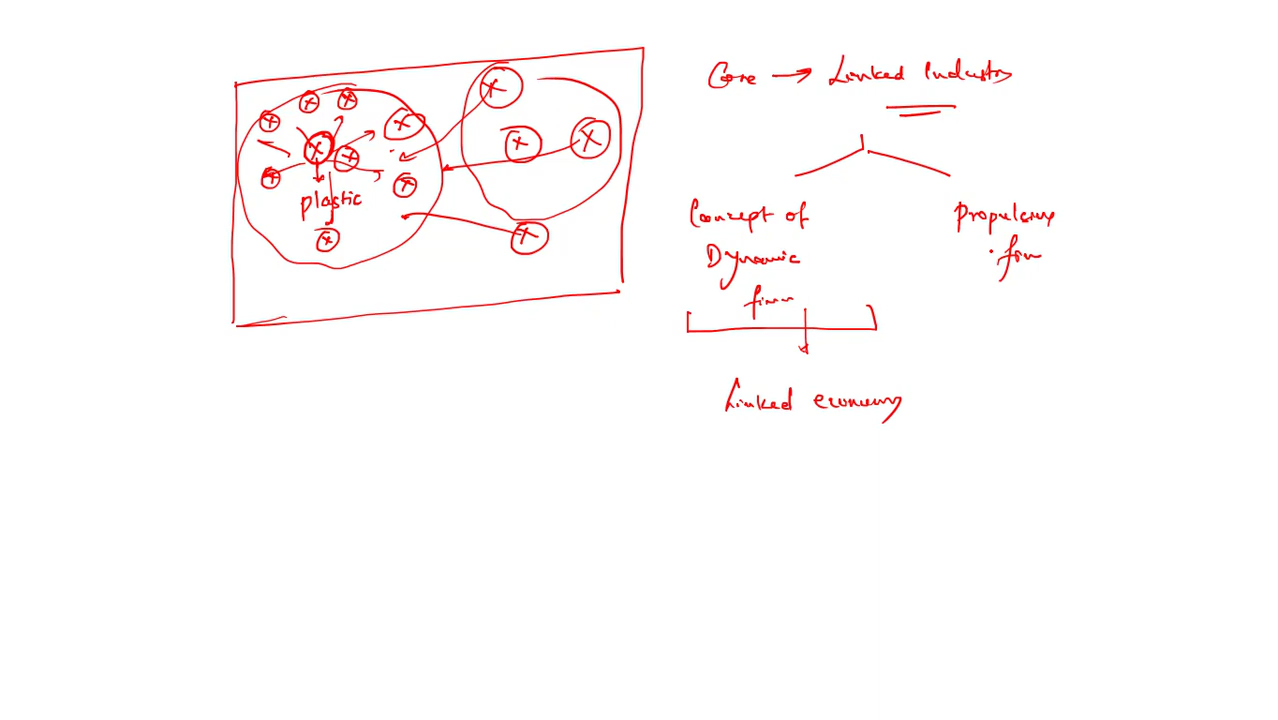 Core → Linked Industry
Concept of
Dynamic
firm
Propulsive
firm
Linked economy
plastic